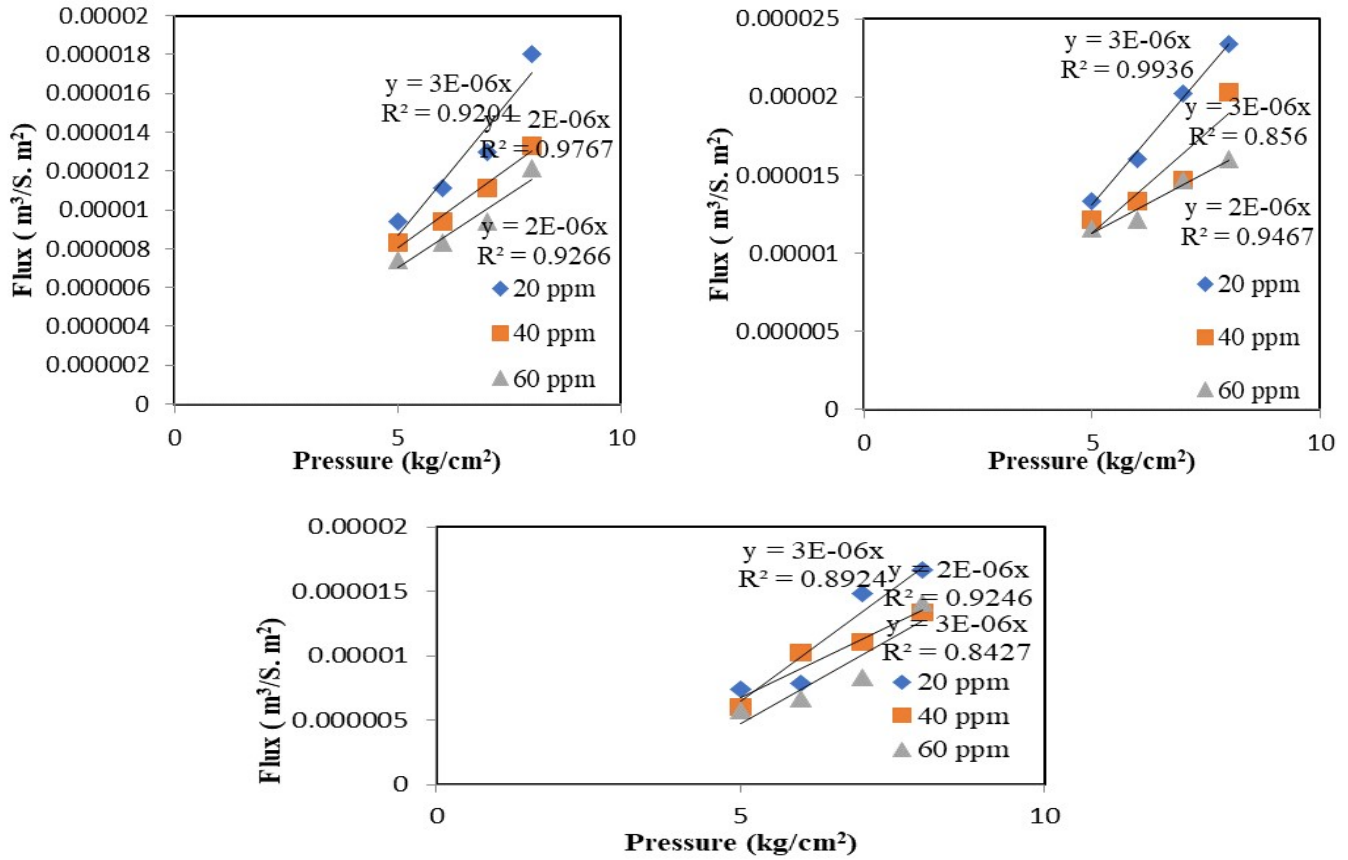 0.00002
0.000018
0.000016
0.000014
0.000012
0.00001
0.000008
0.000006
0.000004
0.000002
0
Flux ( m³/S. m²)
y = 3E-06x
R² = 0.9204
y = 2E-06x
R² = 0.9767
y = 2E-06x
R² = 0.9266
20 ppm
40 ppm
60 ppm
0 5 10
Pressure (kg/cm²)
0.000025
0.00002
0.000015
0.00001
0.000005
0
Flux ( m³/S. m²)
y = 3E-06x
R² = 0.9936
y = 3E-06x
R² = 0.856
y = 2E-06x
R² = 0.9467
20 ppm
40 ppm
60 ppm
0 5 10
Pressure (kg/cm²)
0.00002
0.000015
0.00001
0.000005
0
Flux ( m³/S. m²)
y = 3E-06x
R² = 0.8924
y = 2E-06x
R² = 0.9246
y = 3E-06x
R² = 0.8427
20 ppm
40 ppm
60 ppm
0 5 10
Pressure (kg/cm²)